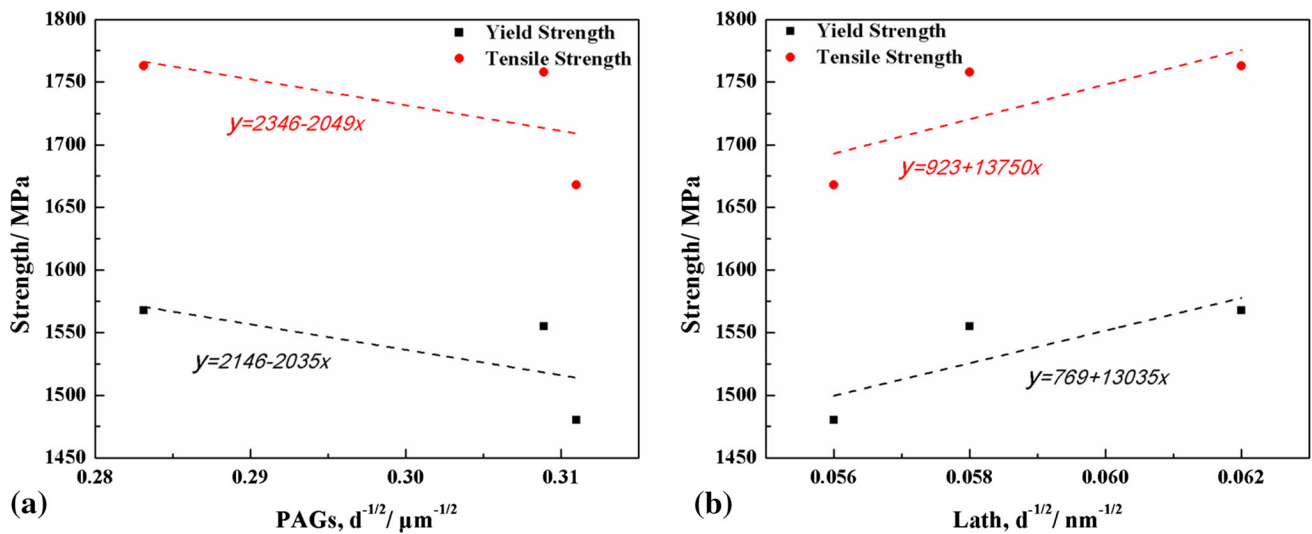 1800
1750
1700
1650
1600
1550
1500
1450
Strength/ MPa
Yield Strength
Tensile Strength
y=2346-2049x
y=2146-2035x
0.28
0.29
0.30
0.31
(a)
PAGs, d-1/2/ μm-1/2
1800
1750
1700
1650
1600
1550
1500
1450
Strength/ MPa
Yield Strength
Tensile Strength
y=923+13750x
y=769+13035x
0.056
0.058
0.060
0.062
(b)
Lath, d-1/2/ nm-1/2